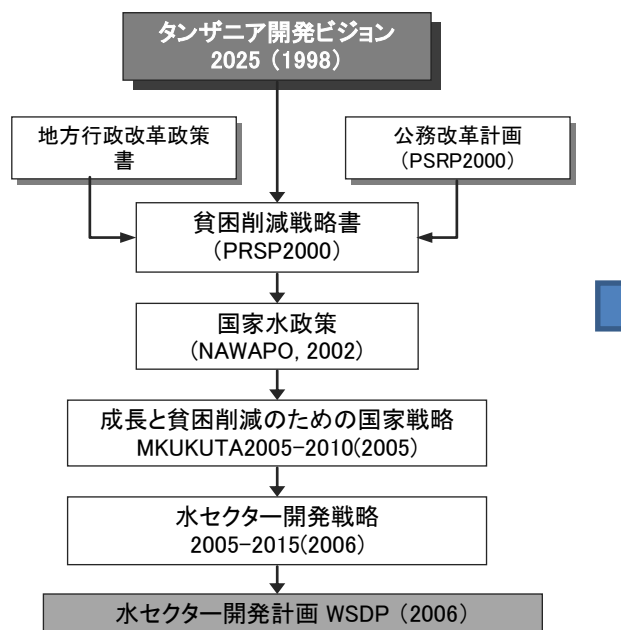 タンザニア開発ビジョン
2025（1998）
地方行政改革政策
書
公務改革計画
(PSRP2000)
貧困削減戦略書
(PRSP2000)
国家水政策
(NAWAPO, 2002)
成長と貧困削減のための国家戦略
MKUKUTA2005-2010(2005)
水セクター開発戦略
2005-2015(2006)
水セクター開発計画 WSDP（2006）